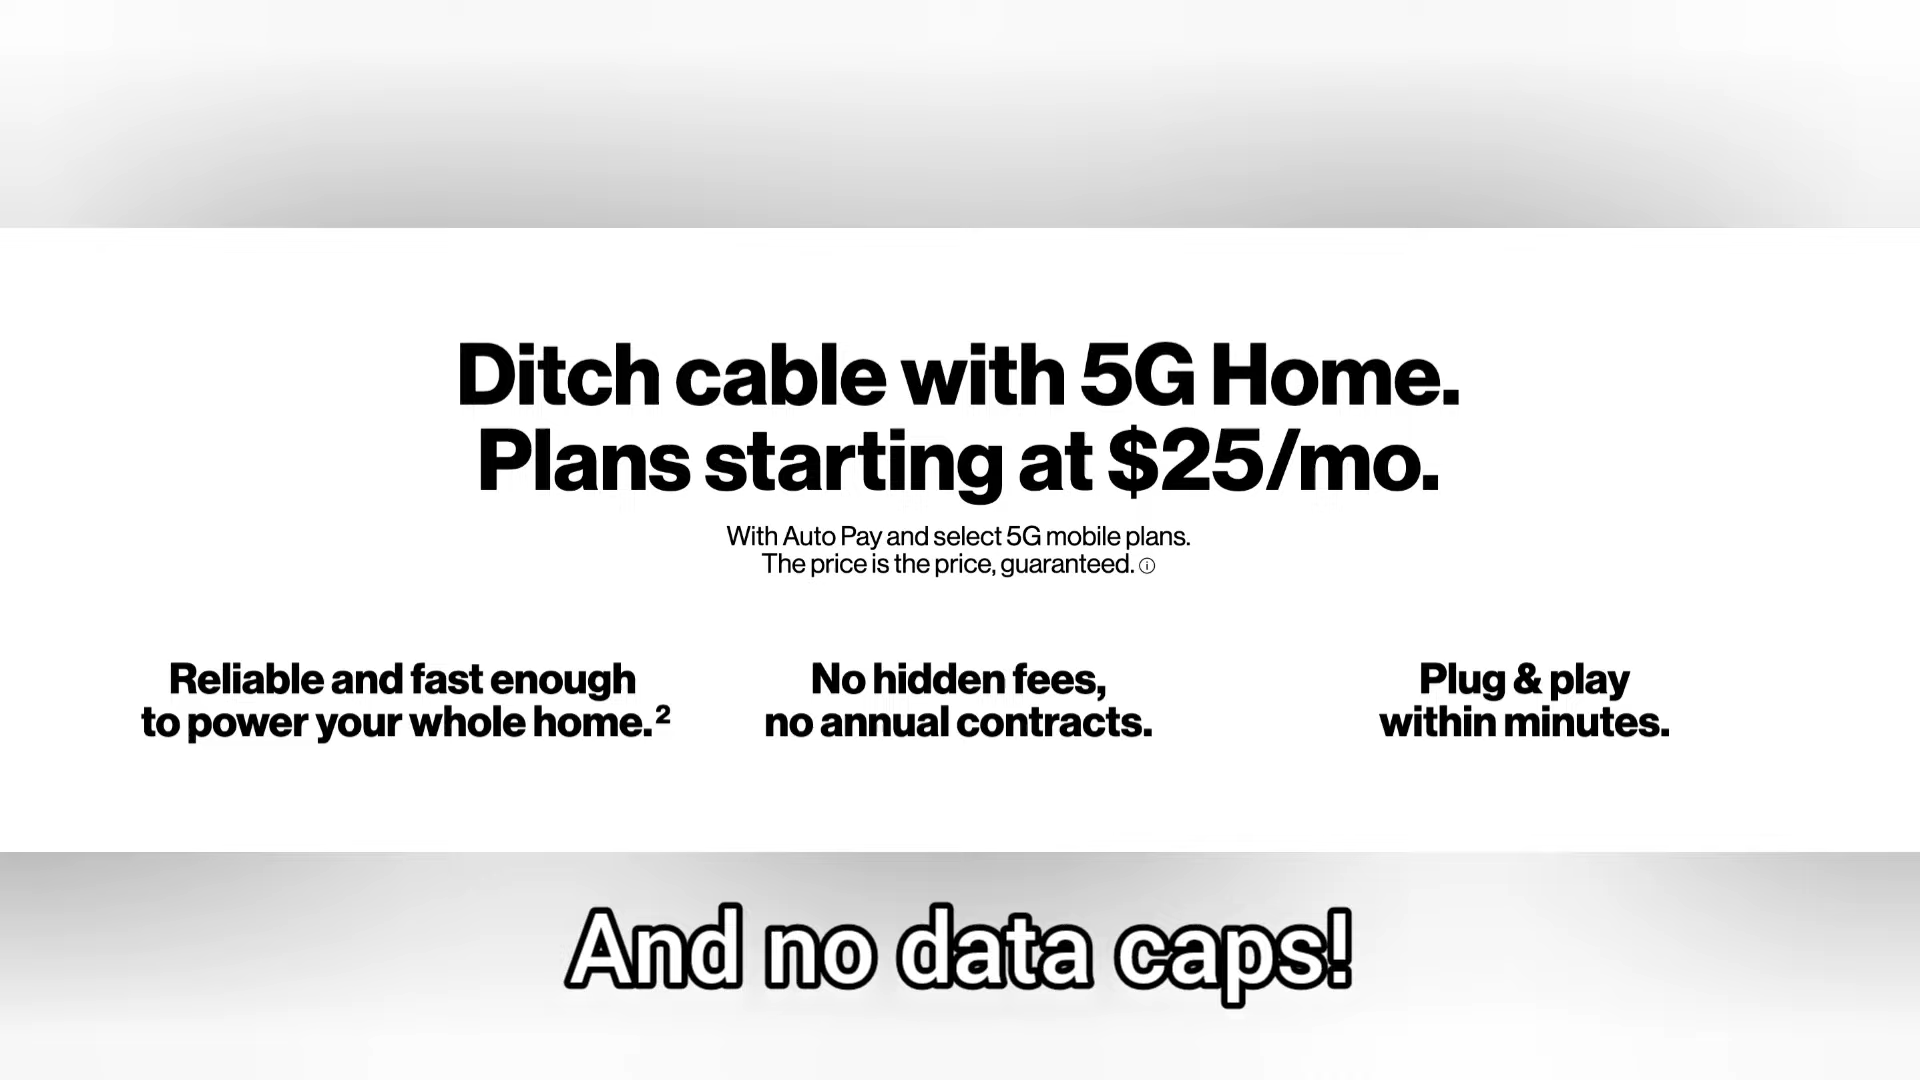 Ditch cable with 5G Home.
Plans starting at $25/mo.
With Auto Pay and select 5G mobile plans.
The price is the price, guaranteed. ⓘ
Reliable and fast enough
to power your whole home.²
No hidden fees,
no annual contracts.
Plug & play
within minutes.
And no data caps!